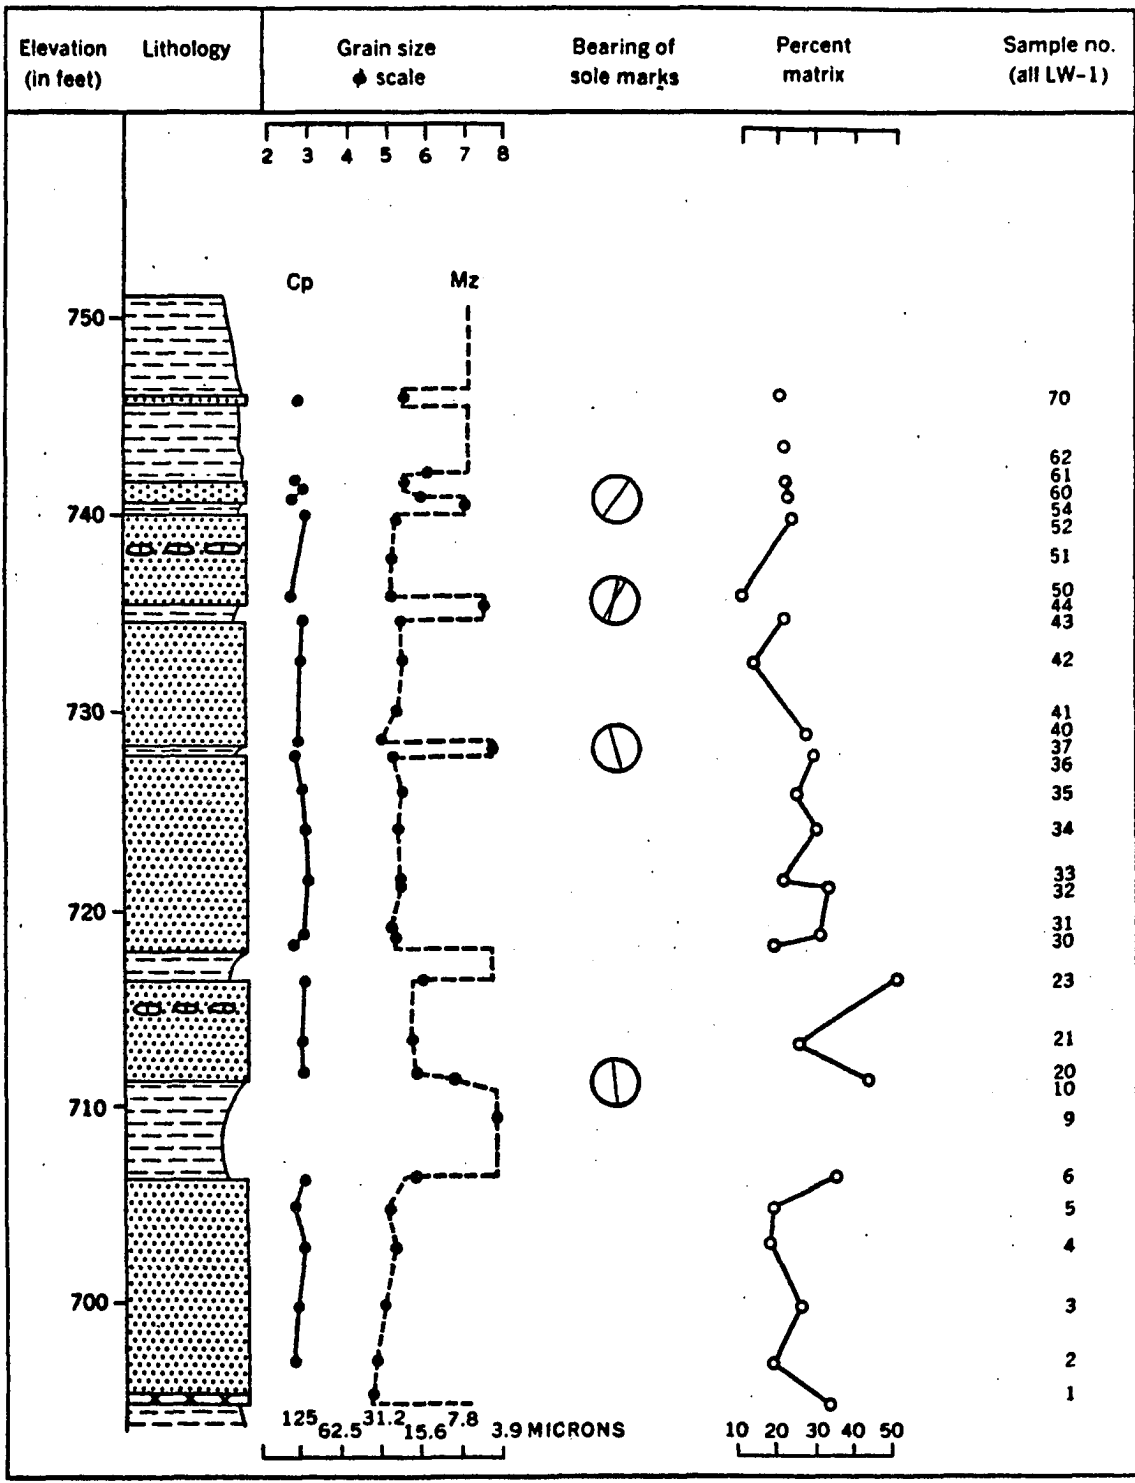 Elevation
(in feet)
Lithology
Grain size
ϕ scale
Bearing of
sole marks
Percent
matrix
Sample no.
(all LW-1)
2 3 4 5 6 7 8
Cp
Mz
750
740
730
720
710
700
70
62
61
60
54
52
51
50
44
43
42
41
40
37
36
35
34
33
32
31
30
23
21
20
10
9
6
5
4
3
2
1
125 62.5 31.2 15.6 7.8 3.9 MICRONS
10 20 30 40 50